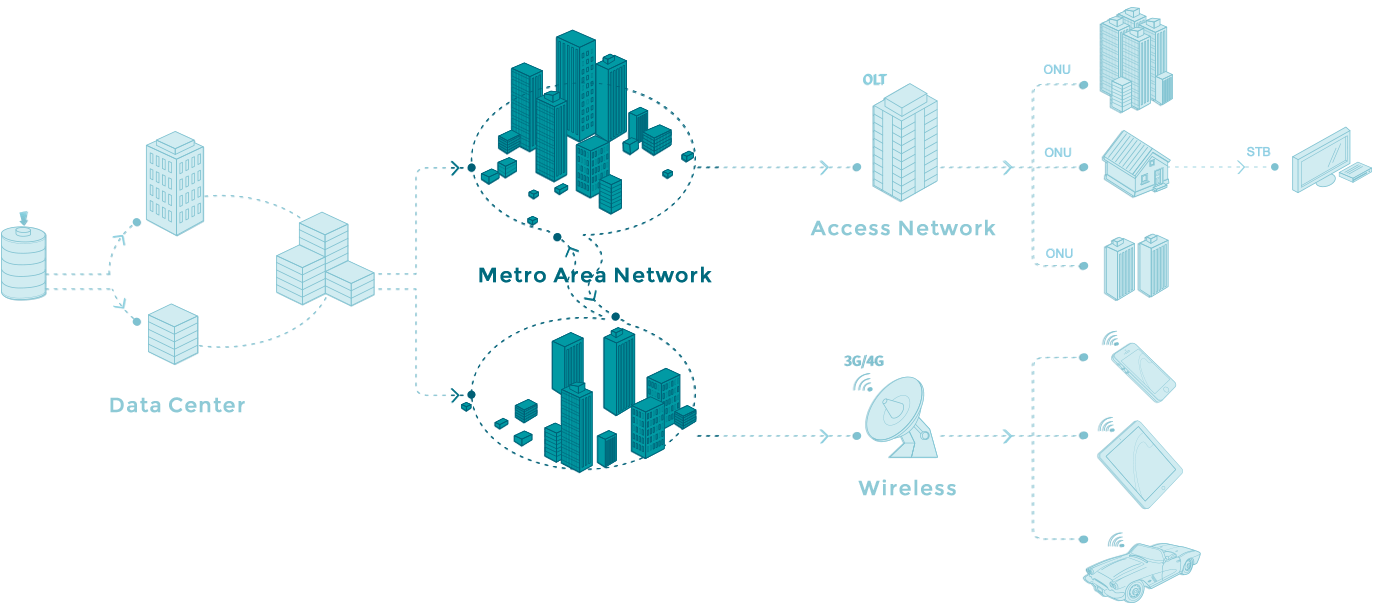 OLT
ONU
ONU
STB
Access Network
ONU
Metro Area Network
3G/4G
Data Center
Wireless